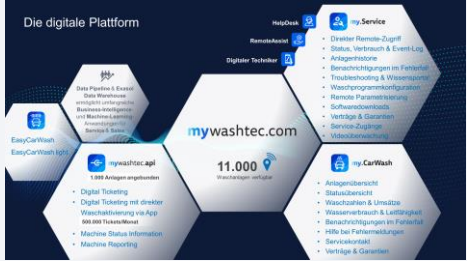 Die digitale Plattform
HelpDesk
RemoteAssist
Digitaler Techniker
my.Service
• Direkter Remote-Zugriff
• Status, Verbrauch & Event-Log
• Anlagenhistorie
• Benachrichtigungen im Fehlerfall
• Troubleshooting & Wissensportal
• Waschprogrammkonfiguration
• Remote Parametrierung
• Softwaredownloads
• Verträge & Garantien
• Service-Zugänge
• Videoüberwachung
Data Pipeline & Exasol
Data Warehouse
ermöglicht umfangreiche
Business-Intelligence
und Machine-Learning
Anwendungen für
Service & Sales
EasyCarWash
EasyCarWash light
mywashtec.com
11.000
Waschanlagen verfügbar
mywashtec.api
1.000 Anlagen angebunden
• Digital Ticketing
• Digital Ticketing mit direkter
Waschaktivierung via App
500.000 Tickets/Monat
• Machine Status Information
• Machine Reporting
my.CarWash
• Anlagenübersicht
• Statusübersicht
• Waschzahlen & Umsätze
• Wasserverbrauch & Leitfähigkeit
• Benachrichtigungen im Fehlerfall
• Hilfe bei Fehlermeldungen
• Servicekontakt
• Verträge & Garantien